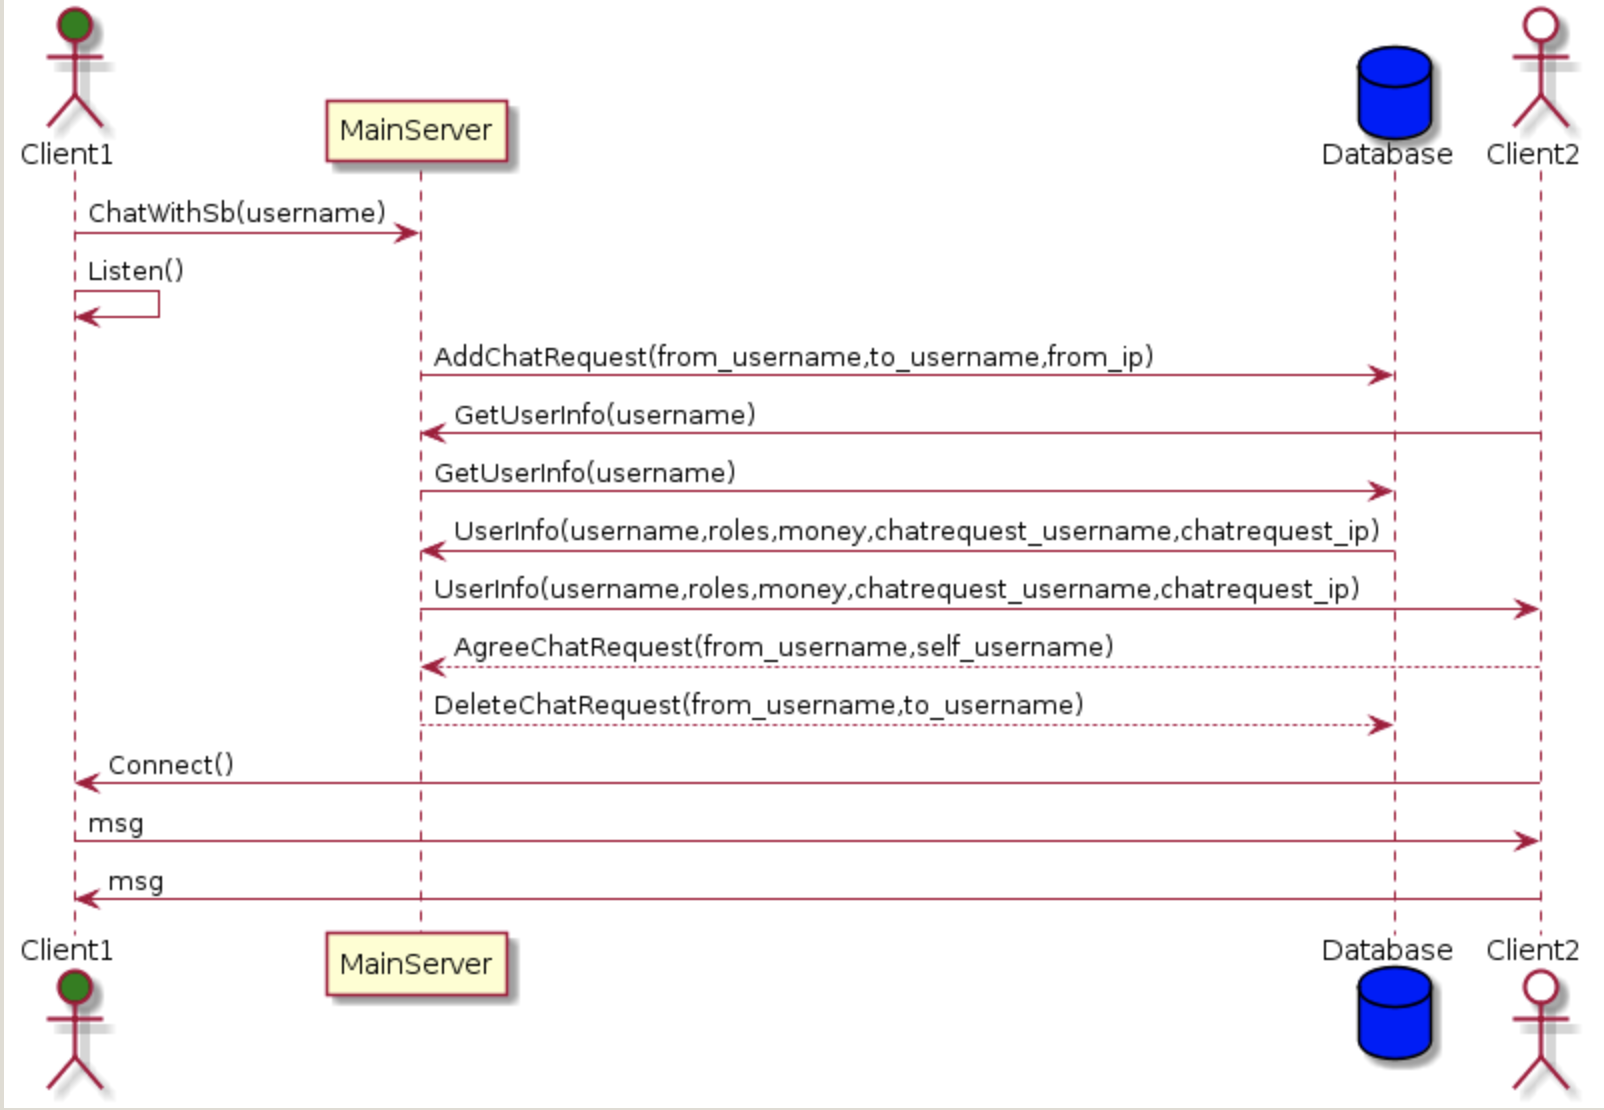 Client1
MainServer
Database
Client2
ChatWithSb(username)
Listen()
AddChatRequest(from_username,to_username,from_ip)
GetUserInfo(username)
GetUserInfo(username)
UserInfo(username,roles,money,chatrequest_username,chatrequest_ip)
UserInfo(username,roles,money,chatrequest_username,chatrequest_ip)
AgreeChatRequest(from_username,self_username)
DeleteChatRequest(from_username,to_username)
Connect()
msg
msg
Client1
MainServer
Database
Client2